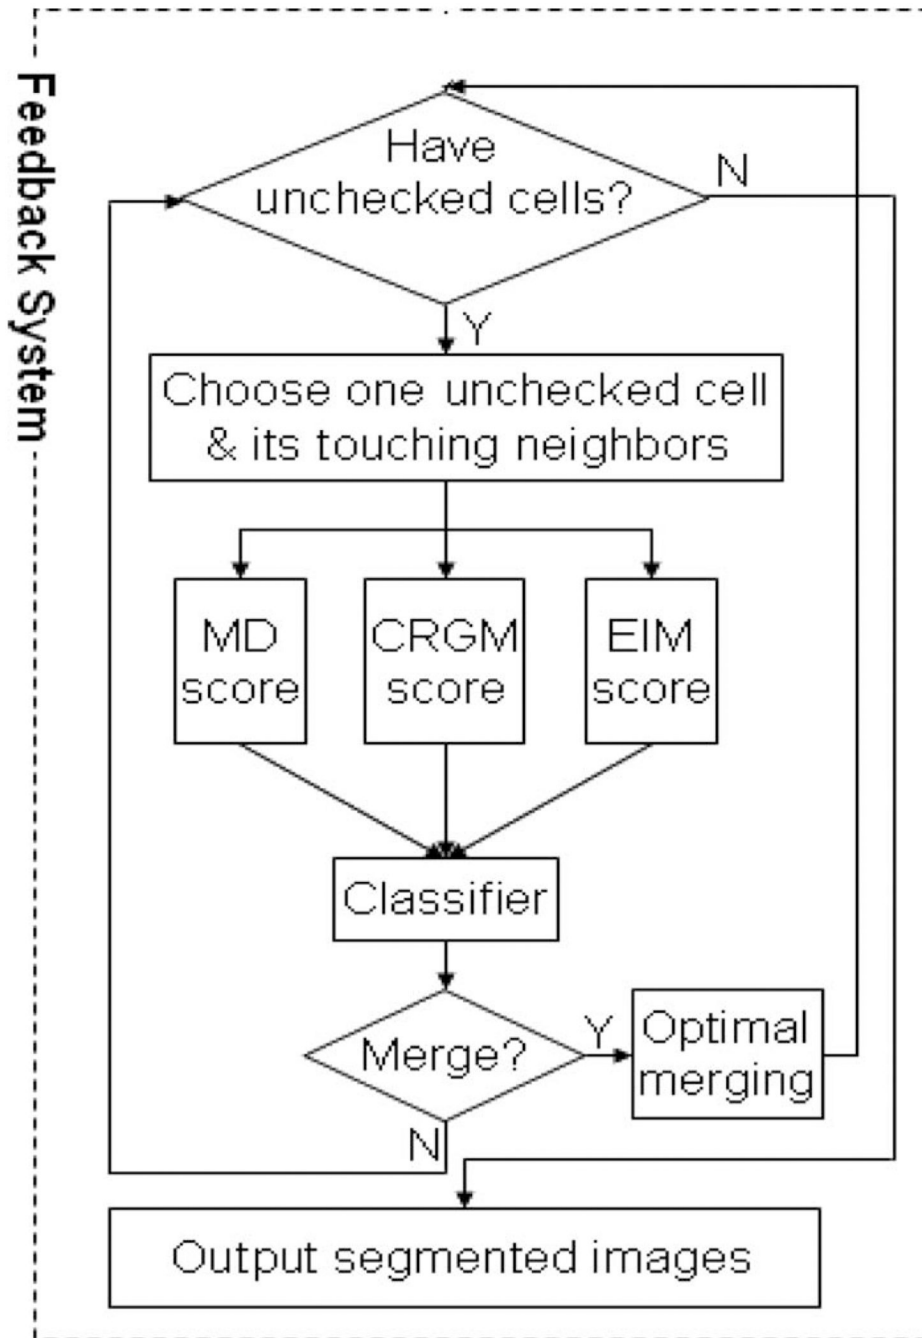 Feedback System
Have
unchecked cells?
N
Y
Choose one unchecked cell
& its touching neighbors
MD
score
CRGM
score
EIM
score
Classifier
Merge?
Y
Optimal
merging
N
Output segmented images